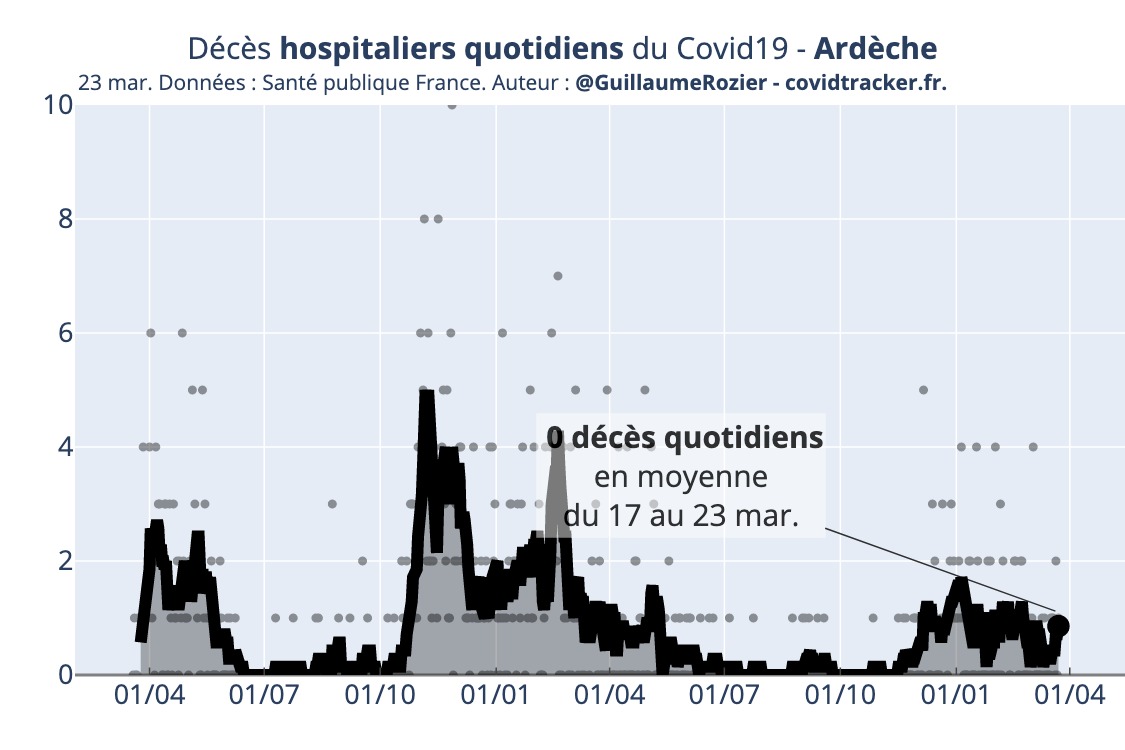 Décès hospitaliers quotidiens du Covid19 - Ardèche
23 mar. Données : Santé publique France. Auteur : @GuillaumeRozier - covidtracker.fr.
10
8
6
4
2
0
0 décès quotidiens
en moyenne
du 17 au 23 mar.
01/04 01/07 01/10 01/01 01/04 01/07 01/10 01/01 01/04